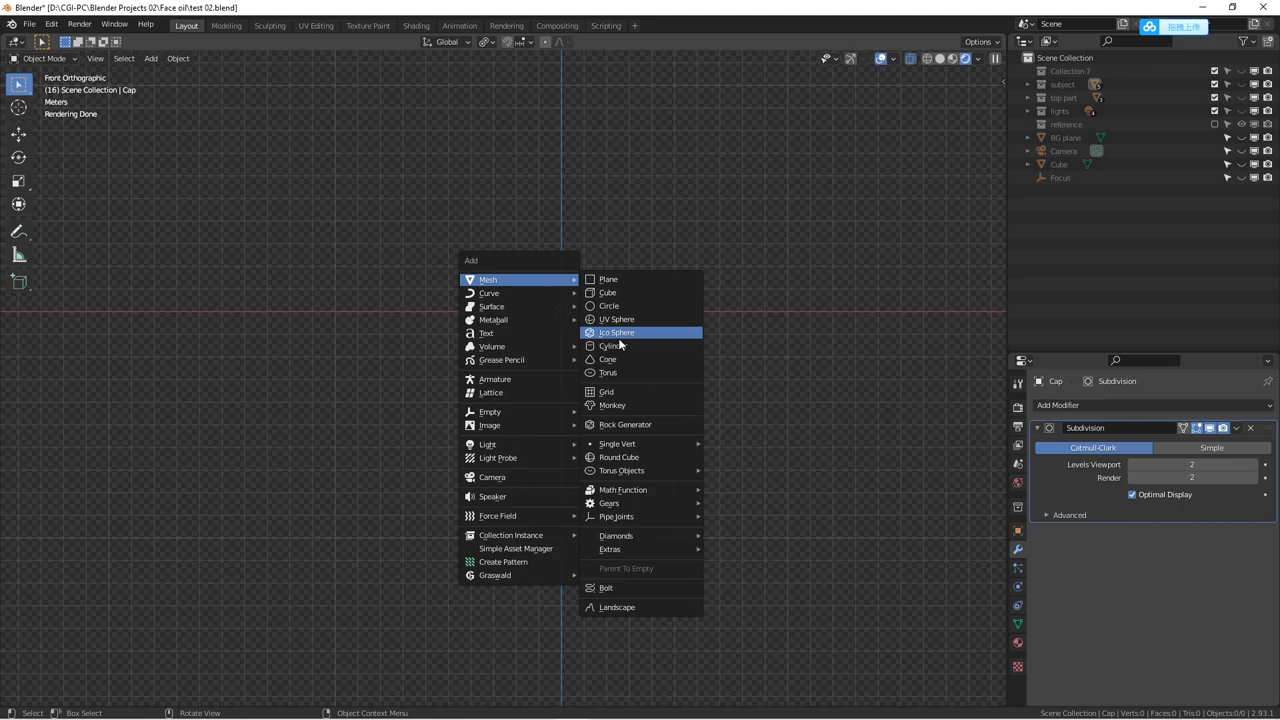 Blender* [D:\CGI-PC\Blender Projects 02\Face oil\test 02.blend]
File Edit Render Window Help
Layout Modeling Sculpting UV Editing Texture Paint Shading Animation Rendering Compositing Scripting +
Scene
拖拽上传
Global
Options
Object Mode View Select Add Object
Front Orthographic
(16) Scene Collection | Cap
Meters
Rendering Done
Scene Collection
Collection 7
subject
top part
lights
reference
BG plane
Camera
Cube
Focus
Add
Mesh
Curve
Surface
Metaball
Text
Volume
Grease Pencil
Armature
Lattice
Empty
Image
Light
Light Probe
Camera
Speaker
Force Field
Collection Instance
Simple Asset Manager
Create Pattern
Graswald
Plane
Cube
Circle
UV Sphere
Ico Sphere
Cone
Torus
Grid
Monkey
Rock Generator
Single Vert
Round Cube
Torus Objects
Math Function
Gears
Pipe Joints
Diamonds
Extras
Parent To Empty
Bolt
Landscape
Cap Subdivision
Add Modifier
Subdivision
Catmull-Clark Simple
Levels Viewport 2
Render 2
Optimal Display
Advanced
Select Box Select Rotate View Object Context Menu
Scene Collection | Cap | Verts:0 | Faces:0 | Tris:0 | Objects:0/0 | 2.93.1